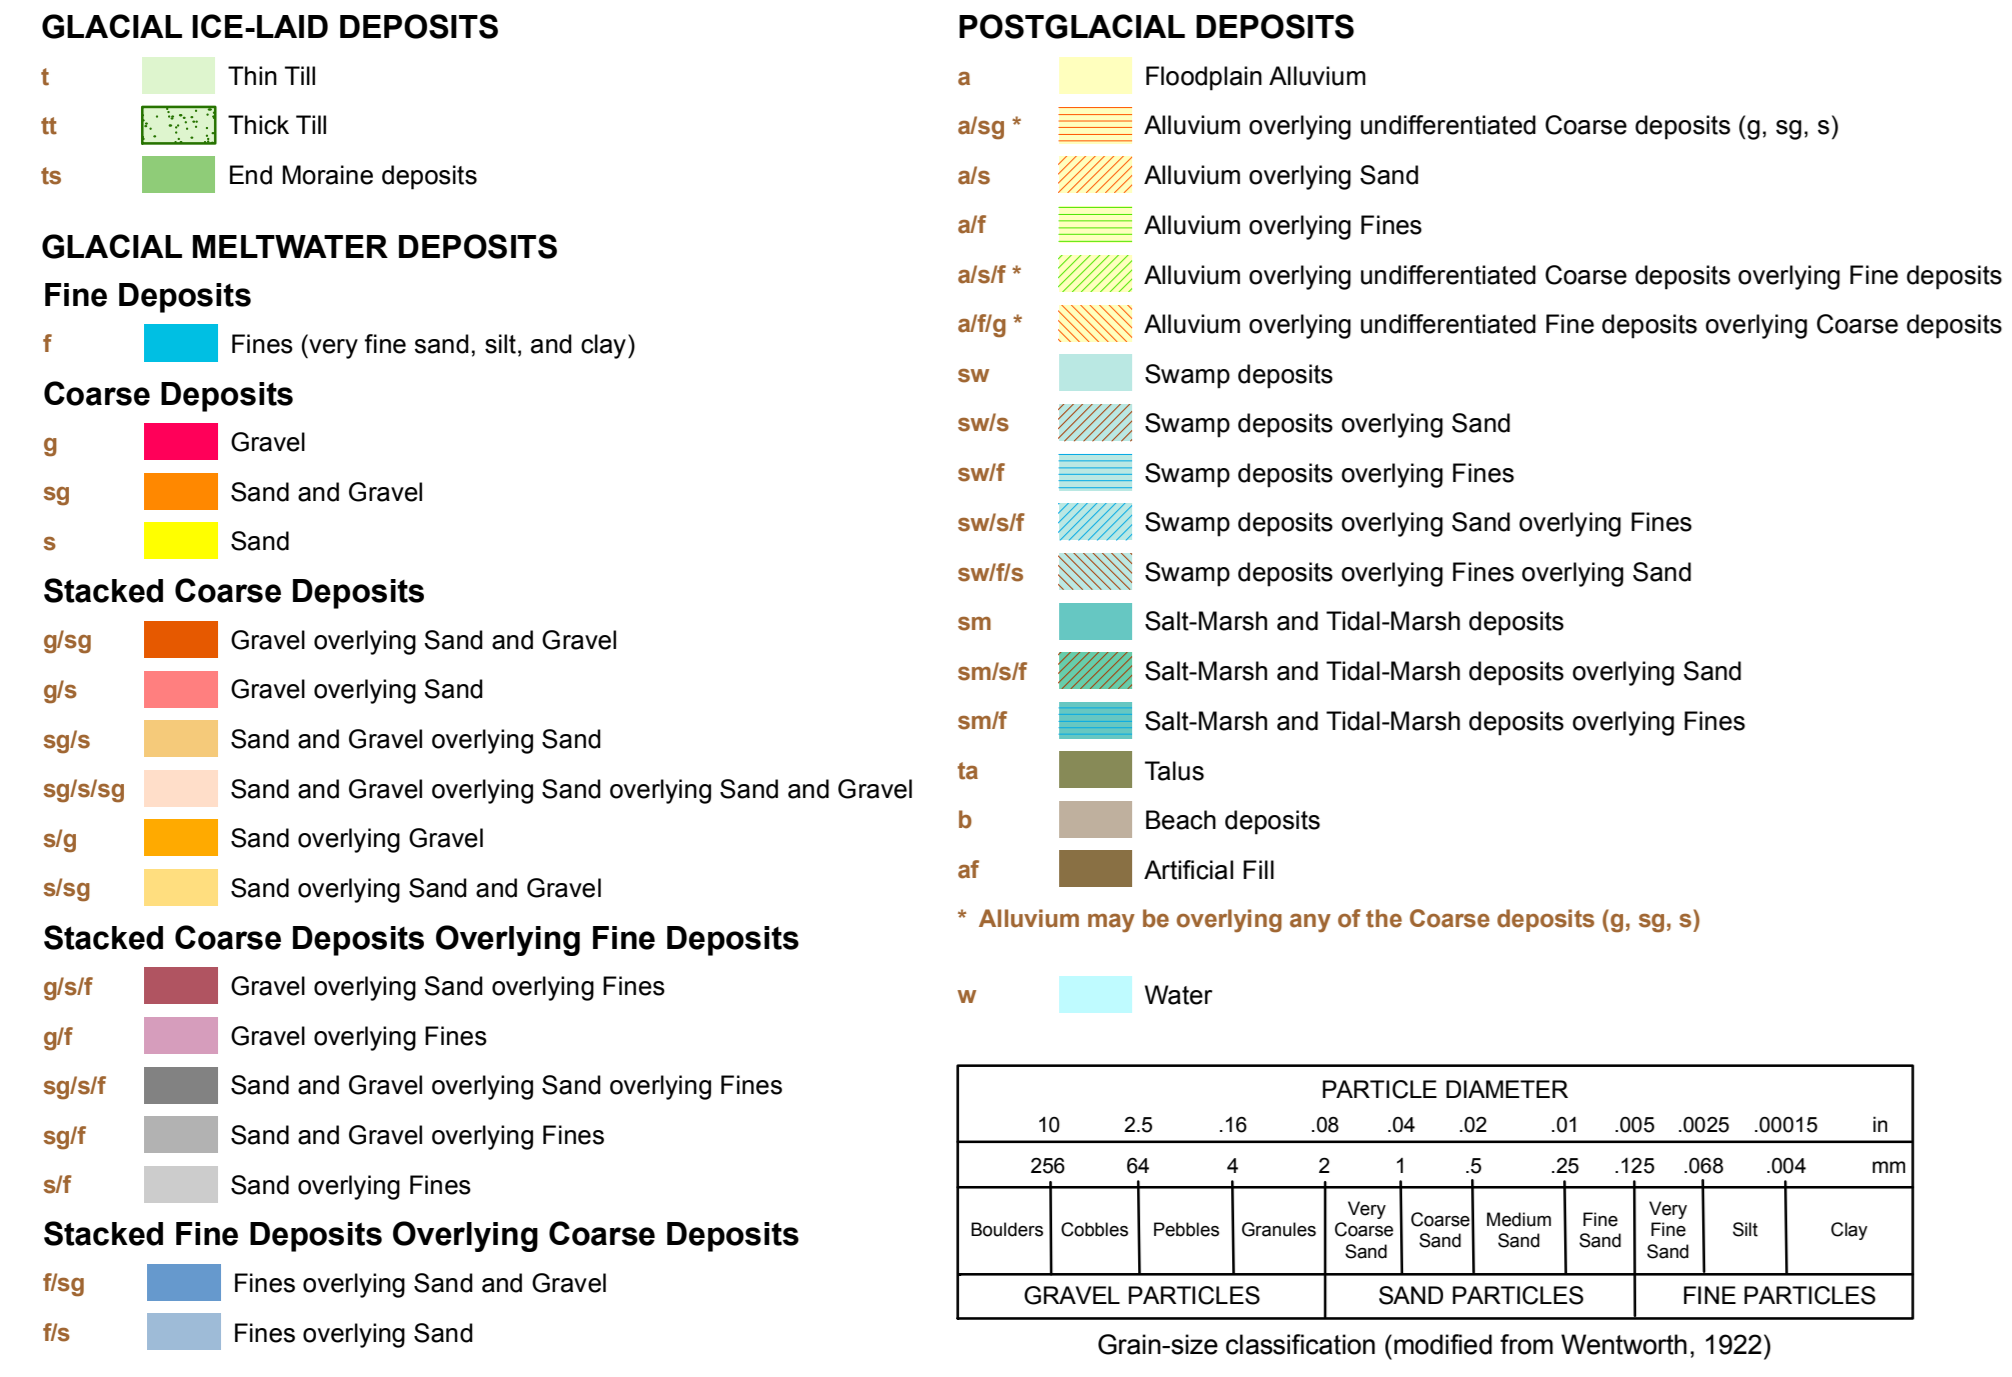 GLACIAL ICE-LAID DEPOSITS
t Thin Till
tt Thick Till
ts End Moraine deposits
GLACIAL MELTWATER DEPOSITS
Fine Deposits
f Fines (very fine sand, silt, and clay)
Coarse Deposits
g Gravel
sg Sand and Gravel
s Sand
Stacked Coarse Deposits
g/sg Gravel overlying Sand and Gravel
g/s Gravel overlying Sand
sg/s Sand and Gravel overlying Sand
sg/s/sg Sand and Gravel overlying Sand overlying Sand and Gravel
s/g Sand overlying Gravel
s/sg Sand overlying Sand and Gravel
Stacked Coarse Deposits Overlying Fine Deposits
g/s/f Gravel overlying Sand overlying Fines
g/f Gravel overlying Fines
sg/s/f Sand and Gravel overlying Sand overlying Fines
sg/f Sand and Gravel overlying Fines
s/f Sand overlying Fines
Stacked Fine Deposits Overlying Coarse Deposits
f/sg Fines overlying Sand and Gravel
f/s Fines overlying Sand
POSTGLACIAL DEPOSITS
a Floodplain Alluvium
a/sg * Alluvium overlying undifferentiated Coarse deposits (g, sg, s)
a/s Alluvium overlying Sand
a/f Alluvium overlying Fines
a/s/f * Alluvium overlying undifferentiated Coarse deposits overlying Fine deposits
a/f/g * Alluvium overlying undifferentiated Fine deposits overlying Coarse deposits
sw Swamp deposits
sw/s Swamp deposits overlying Sand
sw/f Swamp deposits overlying Fines
sw/s/f Swamp deposits overlying Sand overlying Fines
sw/f/s Swamp deposits overlying Fines overlying Sand
sm Salt-Marsh and Tidal-Marsh deposits
sm/s/f Salt-Marsh and Tidal-Marsh deposits overlying Sand
sm/f Salt-Marsh and Tidal-Marsh deposits overlying Fines
ta Talus
b Beach deposits
af Artificial Fill
* Alluvium may be overlying any of the Coarse deposits (g, sg, s)
w Water
PARTICLE DIAMETER
10 2.5 .16 .08 .04 .02 .01 .005 .0025 .00015 in
256 64 4 2 1 .5 .25 .125 .068 .004 mm
Boulders Cobbles Pebbles Granules Very Coarse Sand Coarse Sand Medium Sand Fine Sand Very Fine Sand Silt Clay
GRAVEL PARTICLES SAND PARTICLES FINE PARTICLES
Grain-size classification (modified from Wentworth, 1922)